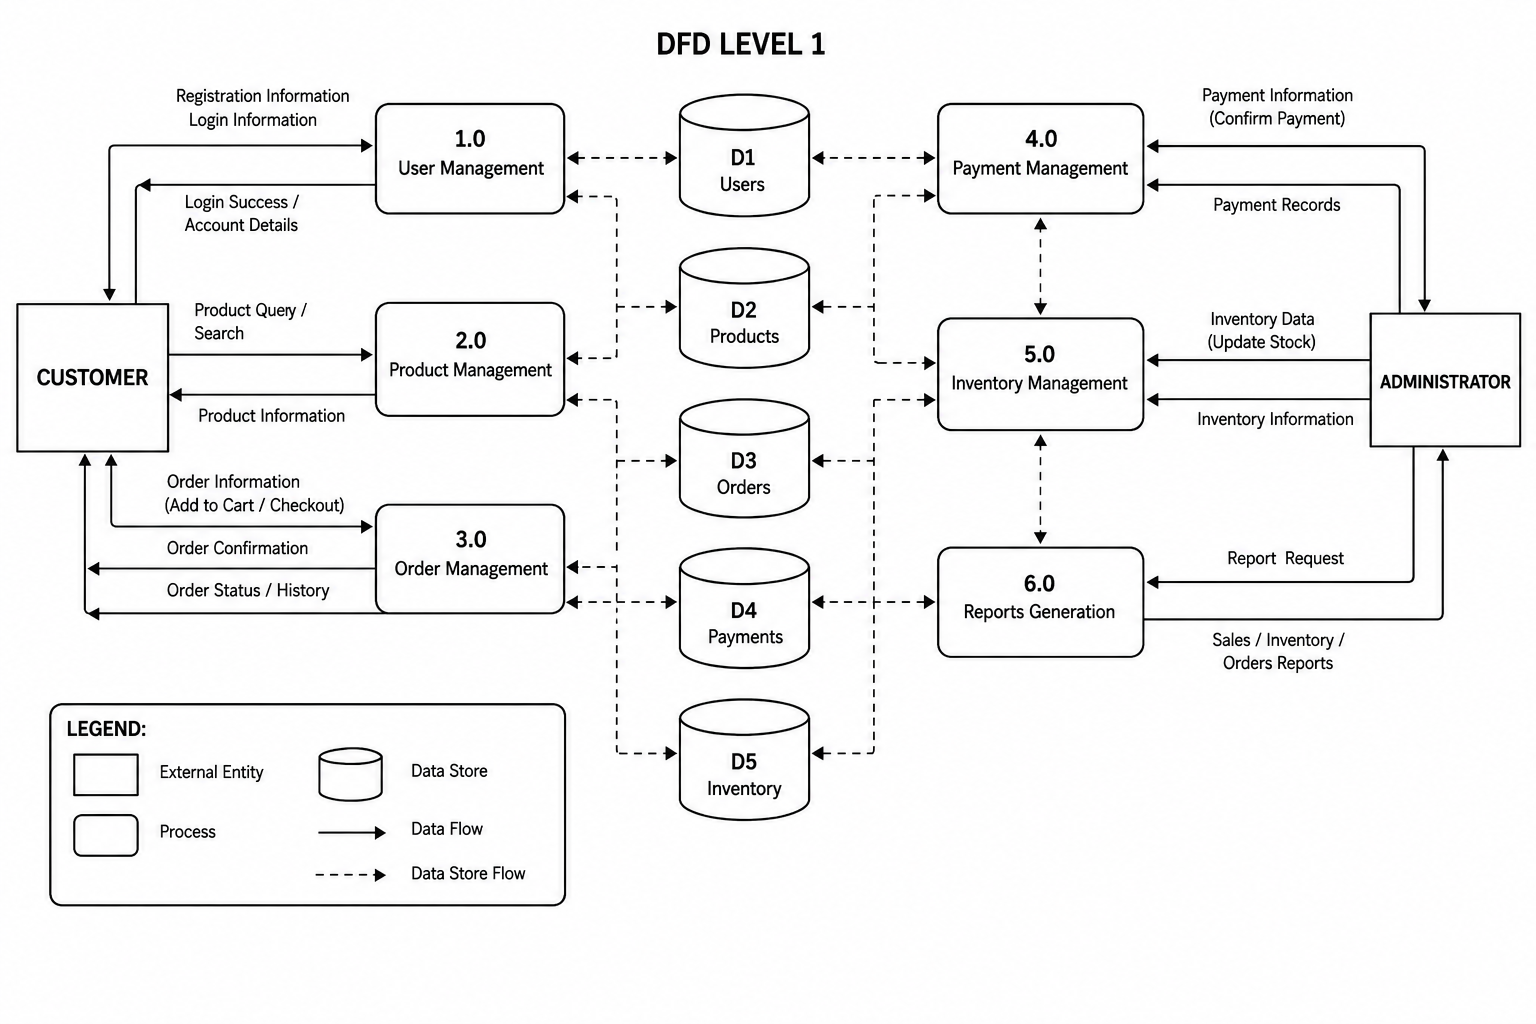 DFD LEVEL 1
Registration Information
Login Information
1.0
User Management
Login Success /
Account Details
CUSTOMER
Product Query /
Search
2.0
Product Management
Product Information
Order Information
(Add to Cart / Checkout)
3.0
Order Management
Order Confirmation
Order Status / History
D1
Users
D2
Products
D3
Orders
D4
Payments
D5
Inventory
4.0
Payment Management
Payment Information
(Confirm Payment)
Payment Records
5.0
Inventory Management
Inventory Data
(Update Stock)
Inventory Information
ADMINISTRATOR
6.0
Reports Generation
Report Request
Sales / Inventory /
Orders Reports
LEGEND:
External Entity
Process
Data Store
Data Flow
Data Store Flow